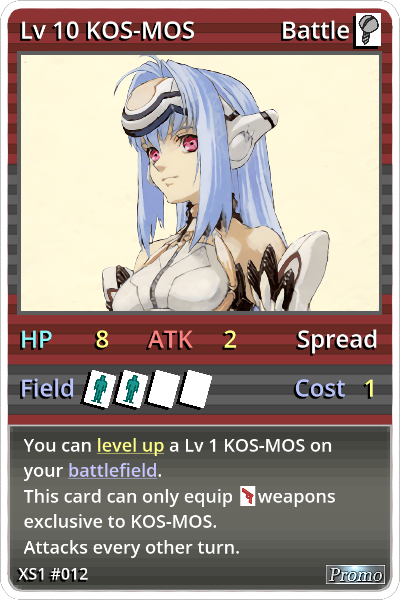 Lv 10 KOS-MOS Battle
HP 8 ATK 2 Spread
Field Cost 1
You can level up a Lv 1 KOS-MOS on
your battlefield.
This card can only equip weapons
exclusive to KOS-MOS.
Attacks every other turn.
XS1 #012 Promo